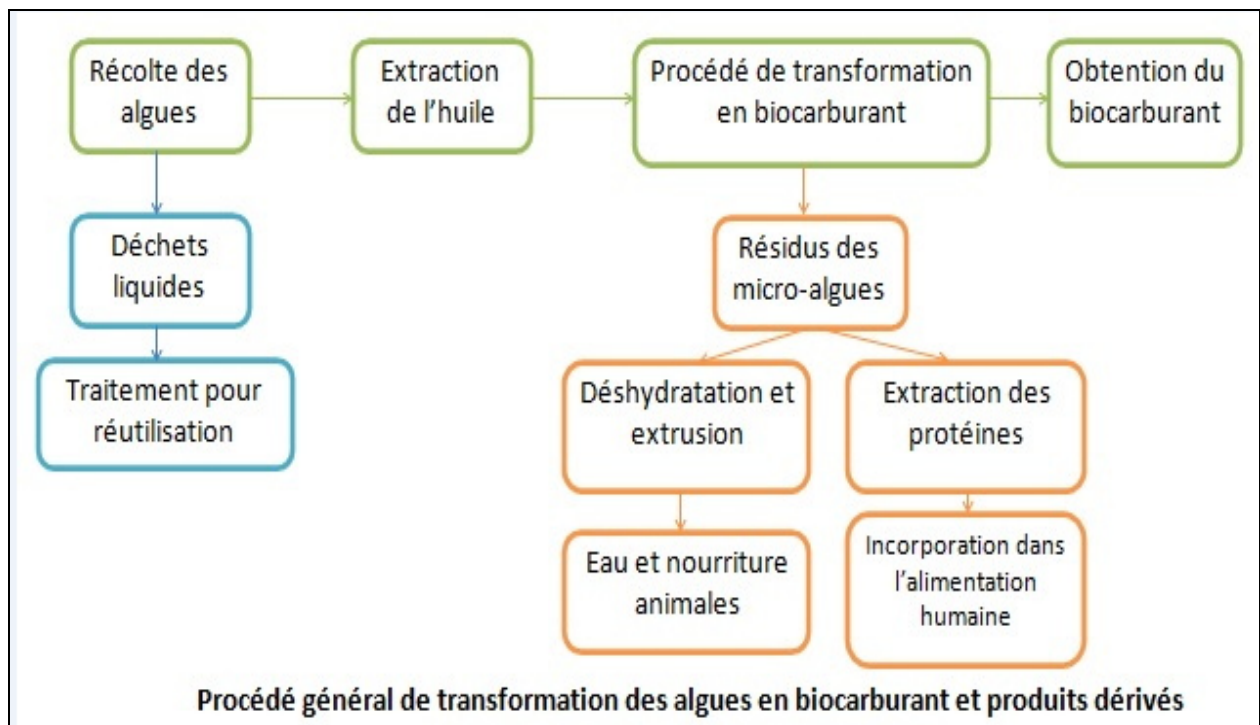 Récolte des
algues
Extraction
de l'huile
Procédé de transformation
en biocarburant
Obtention du
biocarburant
Déchets
liquides
Résidus des
micro-algues
Traitement pour
réutilisation
Déshydratation et
extrusion
Extraction des
protéines
Eau et nourriture
animales
Incorporation dans
l'alimentation
humaine
Procédé général de transformation des algues en biocarburant et produits dérivés